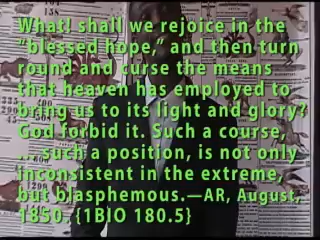 What! shall we rejoice in the
"blessed hope," and then turn
round and curse the means
that heaven has employed to
bring us to its light and glory?
God forbid it. Such a course,
... such a position, is not only
inconsistent in the extreme,
but blasphemous.—AR, August,
1850. {1BIO 180.5}